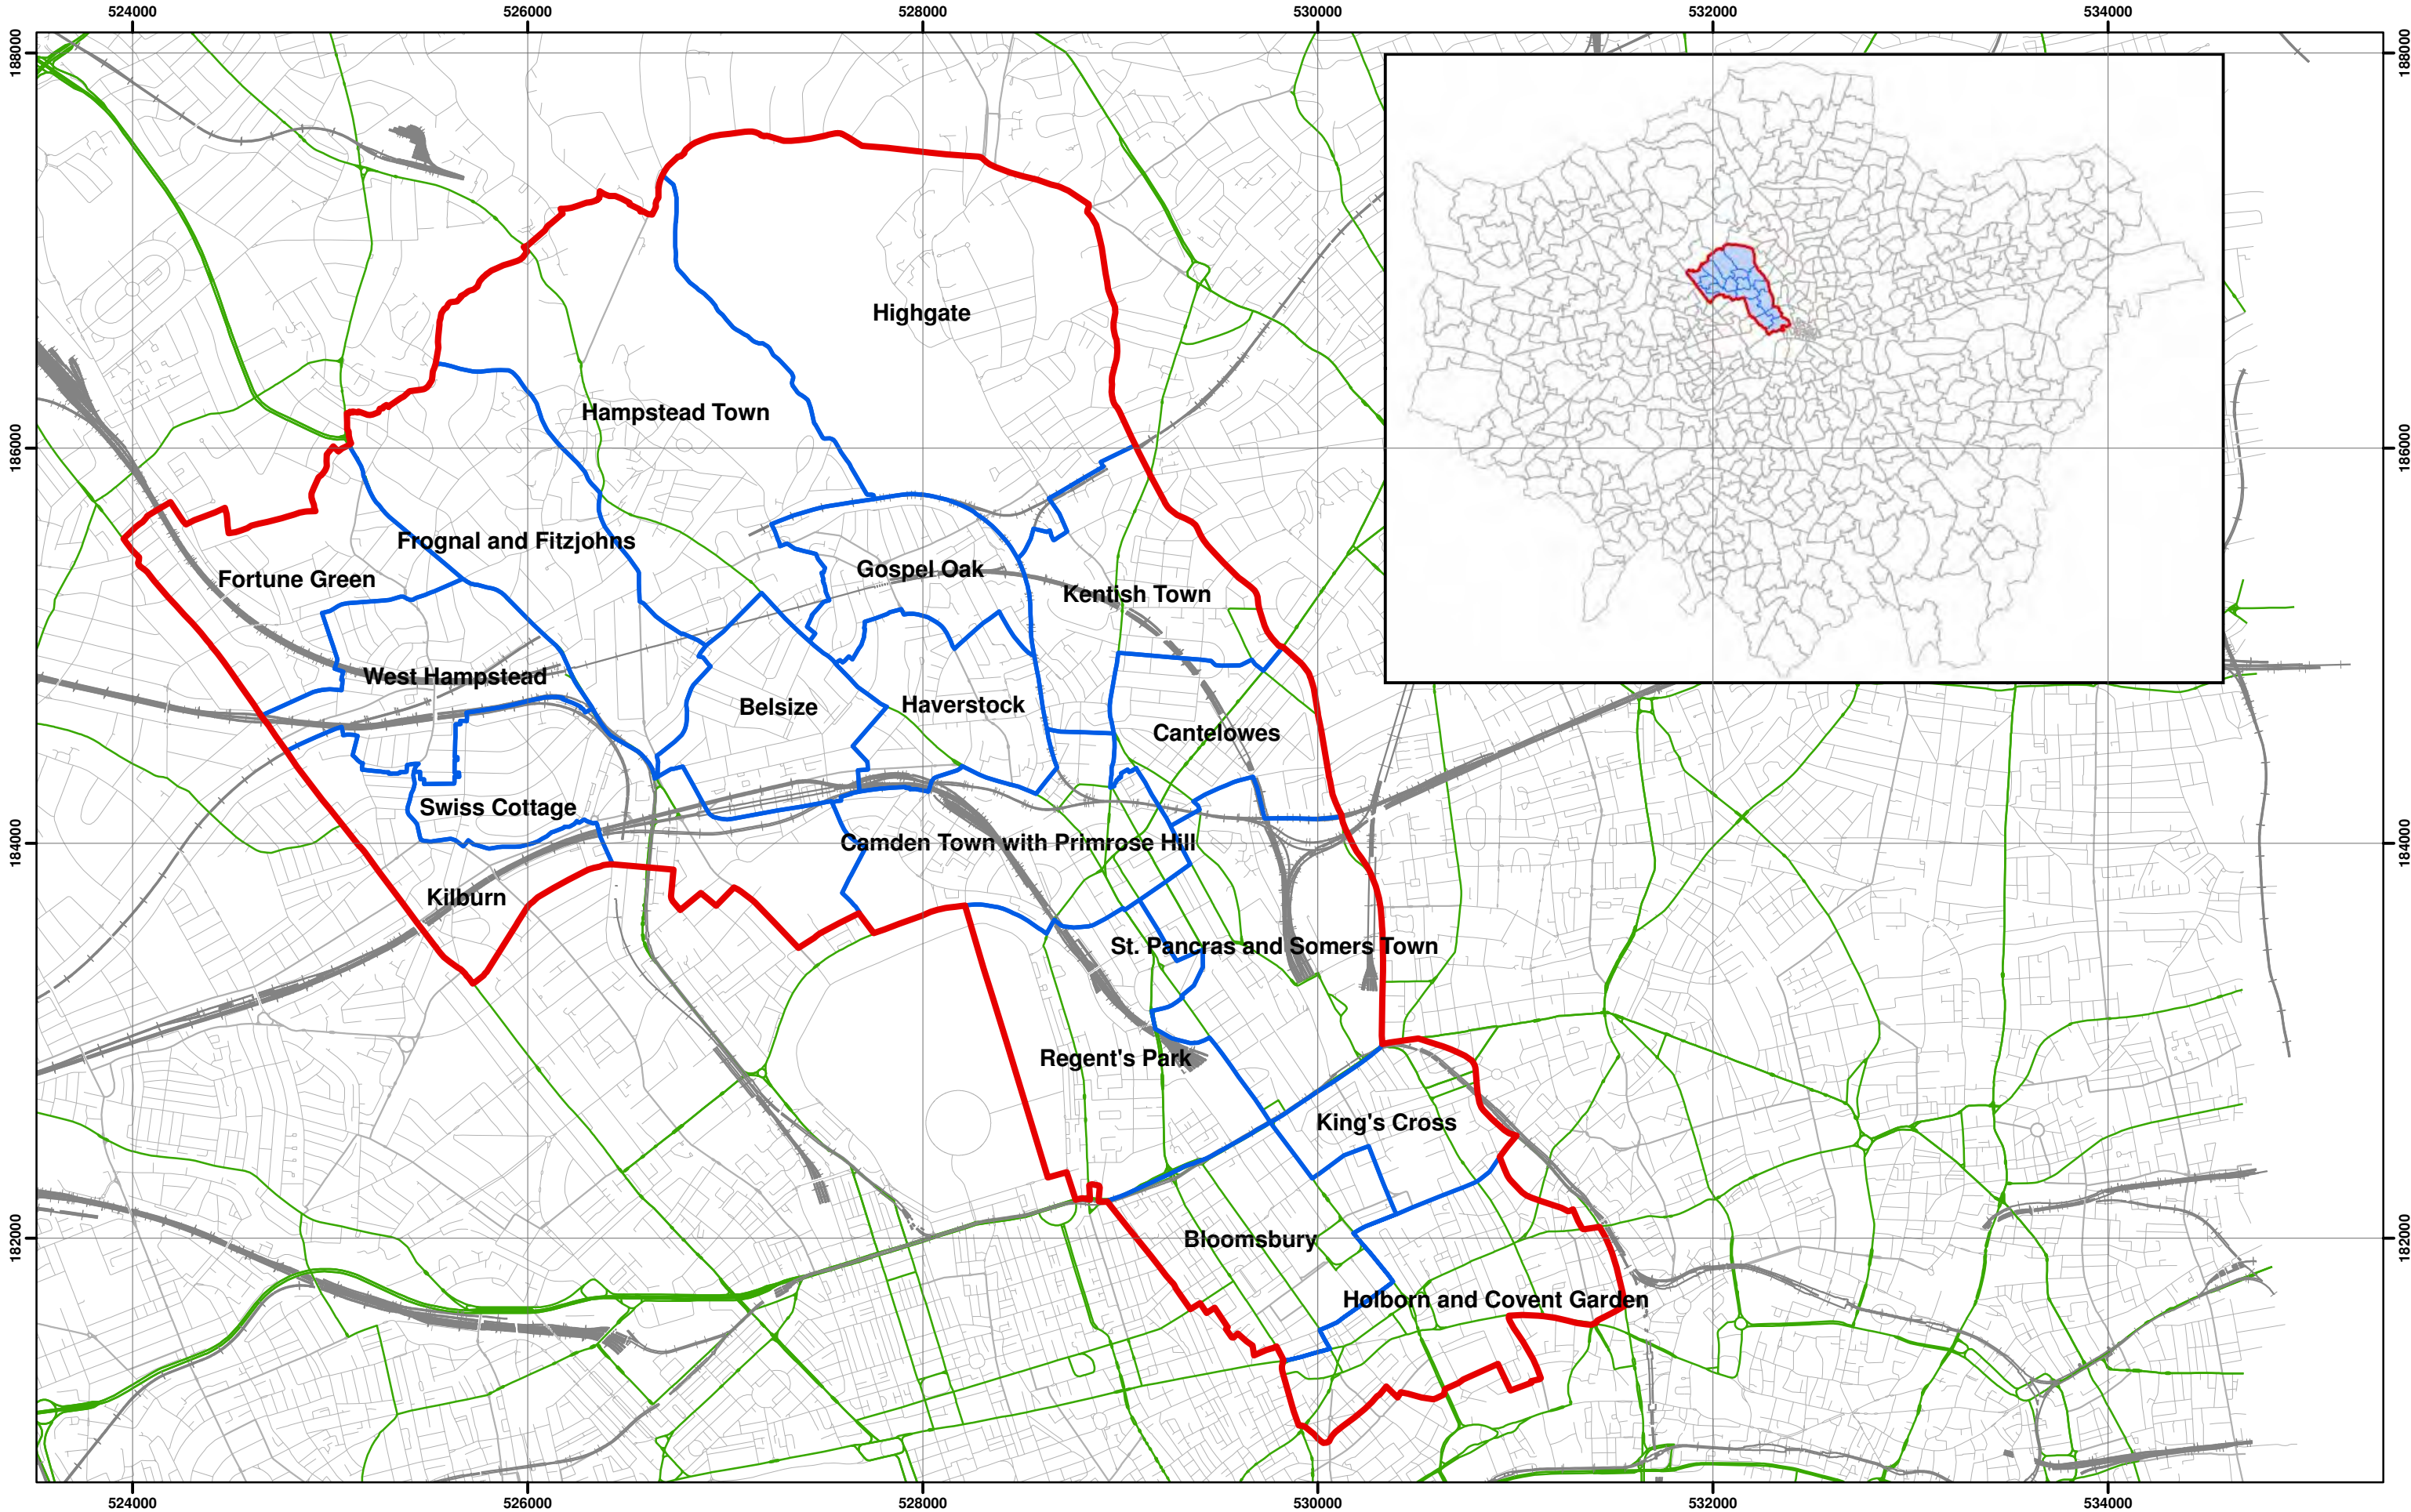 524000
526000
528000
530000
532000
534000
188000
188000
Highgate
Hampstead Town
186000
186000
Frognal and Fitzjohns
Gospel Oak
Fortune Green
Kentish Town
West Hampstead
Belsize
Haverstock
Cantelowes
Swiss Cottage
184000
184000
Camden Town with Primrose Hill
Kilburn
St. Pancras and Somers Town
Regent's Park
King's Cross
182000
182000
Bloomsbury
Holborn and Covent Garden
524000
526000
528000
530000
532000
534000